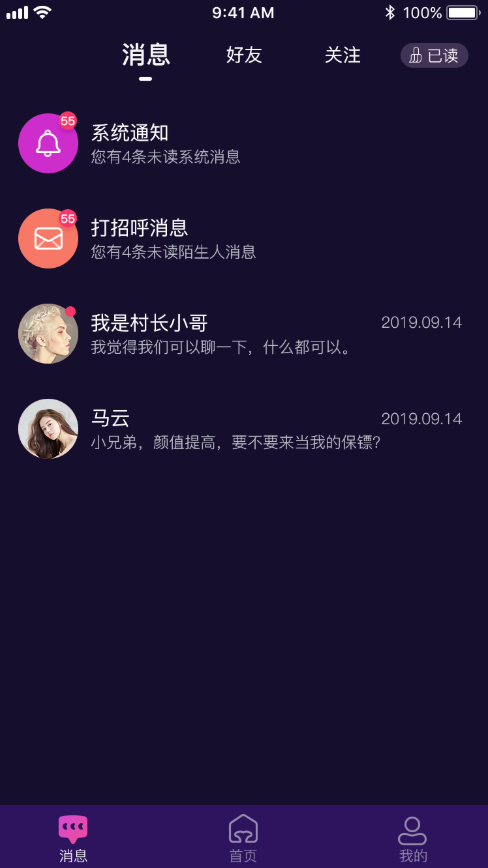 9:41 AM
100%
消息
好友
关注
已读
55
系统通知
您有4条未读系统消息
55
打招呼消息
您有4条未读陌生人消息
我是村长小哥
2019.09.14
我觉得我们可以聊一下，什么都可以。
马云
2019.09.14
小兄弟，颜值提高，要不要来当我的保镖?
消息
首页
我的